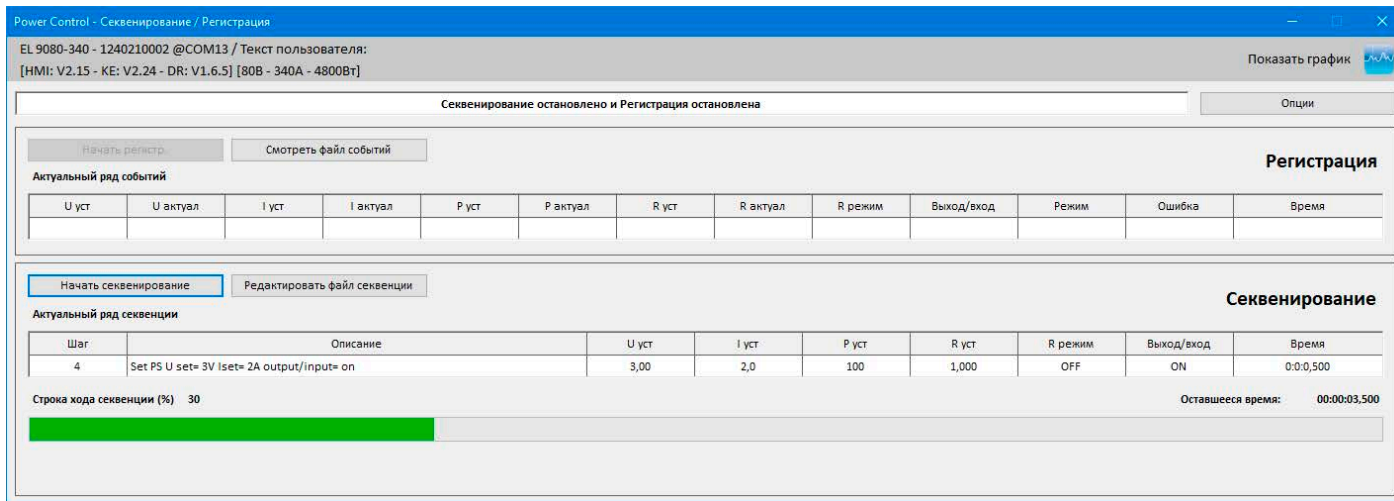 Power Control - Секвенирование / Регистрация
EL 9080-340 - 1240210002 @COM13 / Текст пользователя:
[HMI: V2.15 - KE: V2.24 - DR: V1.6.5] [80В - 340А - 4800Вт]
Показать график
Секвенирование остановлено и Регистрация остановлена
Опции
Начать регистр.
Смотреть файл событий
Регистрация
Актуальный ряд событий
U уст U актуал I уст I актуал P уст P актуал R уст R актуал R режим Выход/вход Режим Ошибка Время
Начать секвенирование
Редактировать файл секвенции
Секвенирование
Актуальный ряд секвенции
Шаг Описание U уст I уст P уст R уст R режим Выход/вход Время
4 Set PS U set= 3V Iset= 2A output/input= on 3,00 2,0 100 1,000 OFF ON 0:0:0,500
Строка хода секвенции (%) 30 Оставшееся время: 00:00:03,500